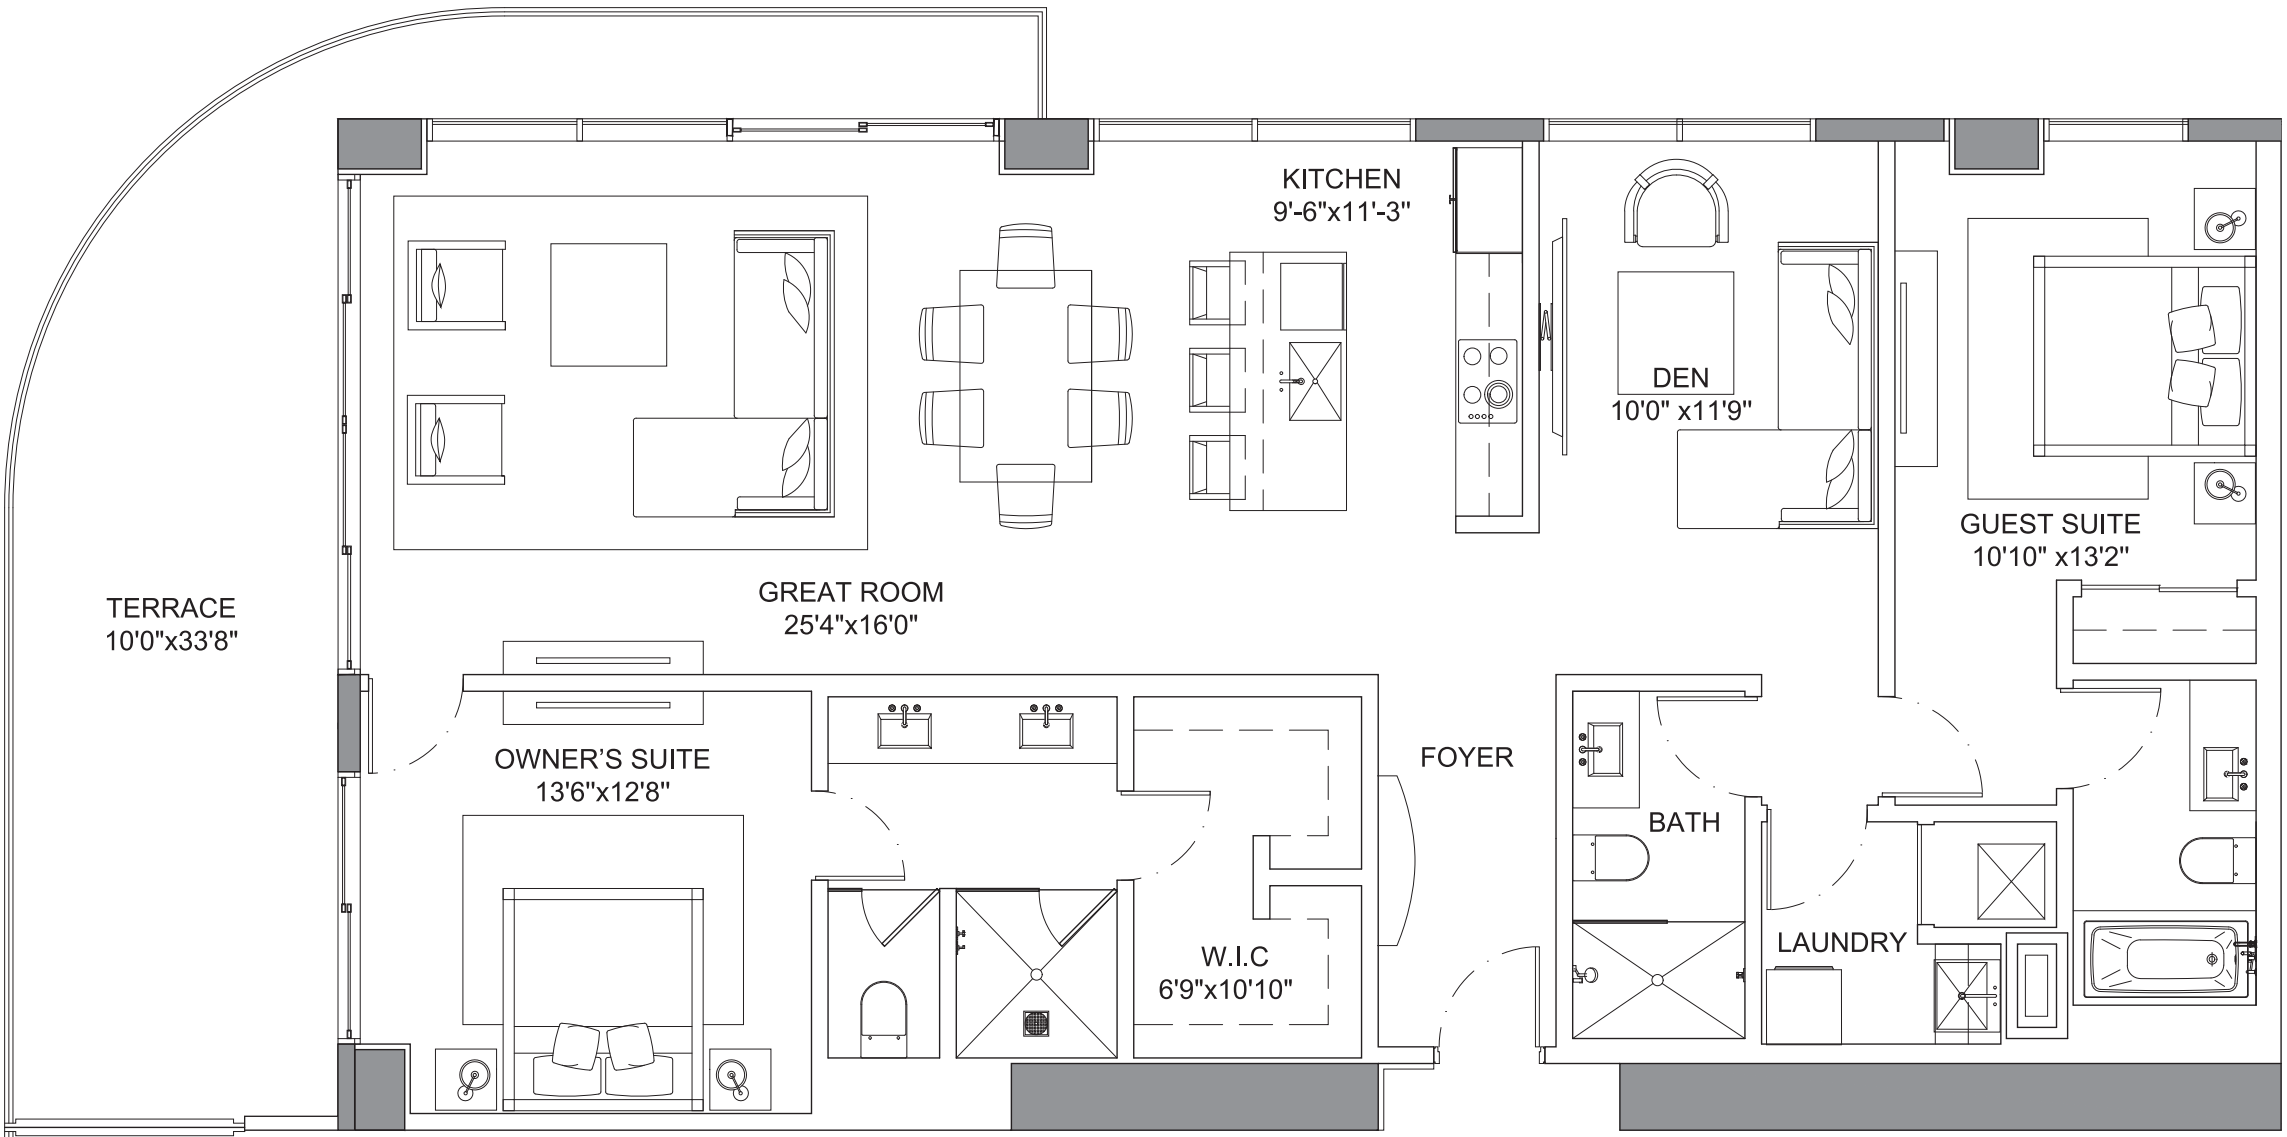 KITCHEN
9'-6"x11'-3"
DEN
10'0" x11'9"
GUEST SUITE
10'10" x13'2"
GREAT ROOM
25'4"x16'0"
TERRACE
10'0"x33'8"
OWNER'S SUITE
13'6"x12'8"
FOYER
BATH
LAUNDRY
W.I.C
6'9"x10'10"